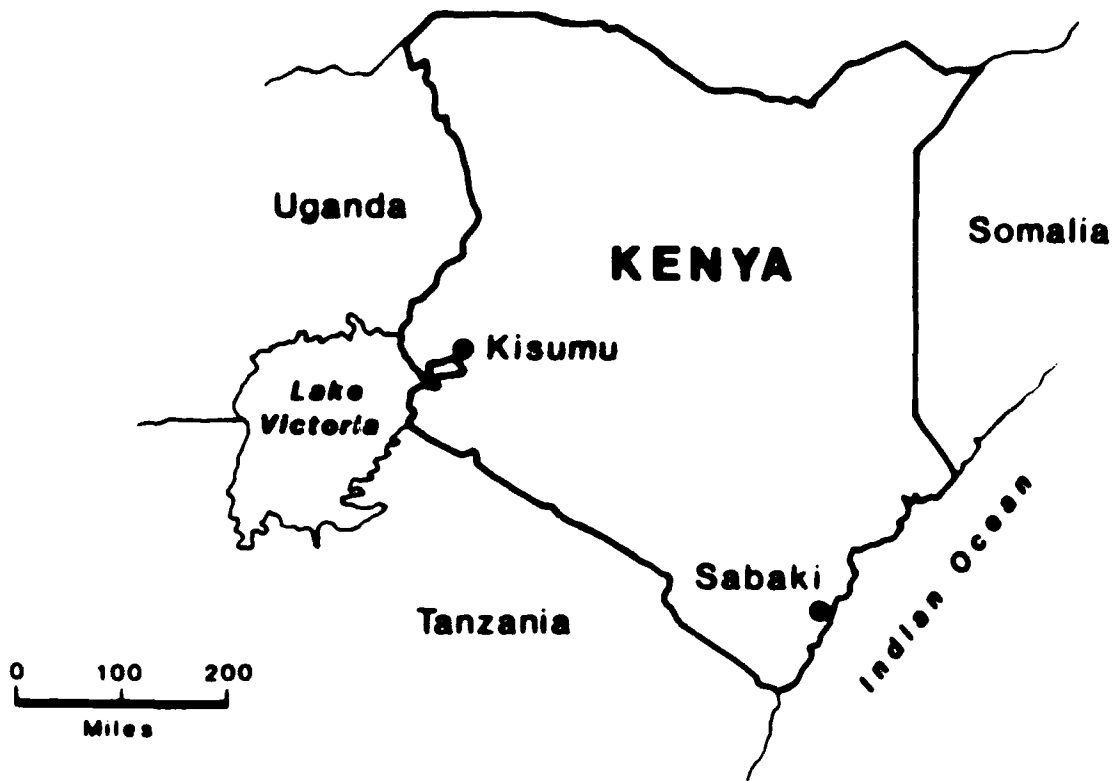 Uganda
Somalia
KENYA
Kisumu
Lake
Victoria
Sabaki
Indian Ocean
Tanzania
0 100 200
Miles